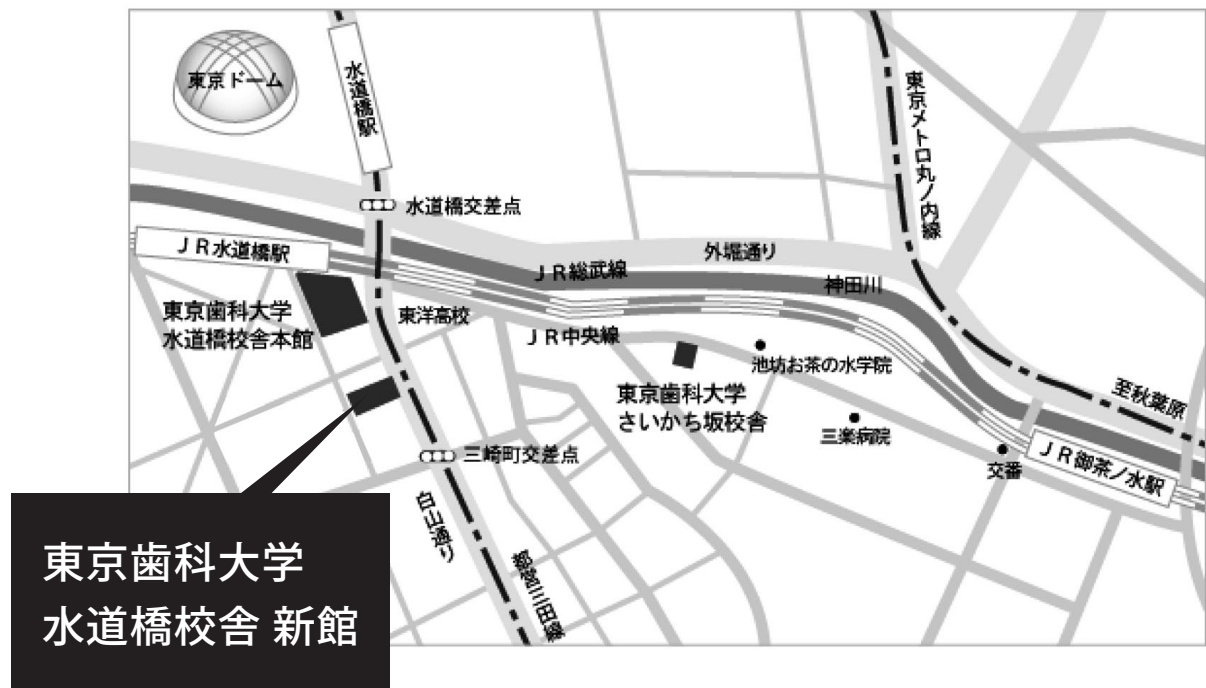 東京ドーム
水道橋駅
東京メトロ丸ノ内線
水道橋交差点
JR水道橋駅
外堀通り
JR総武線
神田川
東京歯科大学
水道橋校舎本館
東洋高校
JR中央線
池坊お茶の水学院
東京歯科大学
さいかち坂校舎
至秋葉原
三楽病院
三崎町交差点
交番
JR御茶ノ水駅
白山通り
都営三田線
東京歯科大学
水道橋校舎 新館